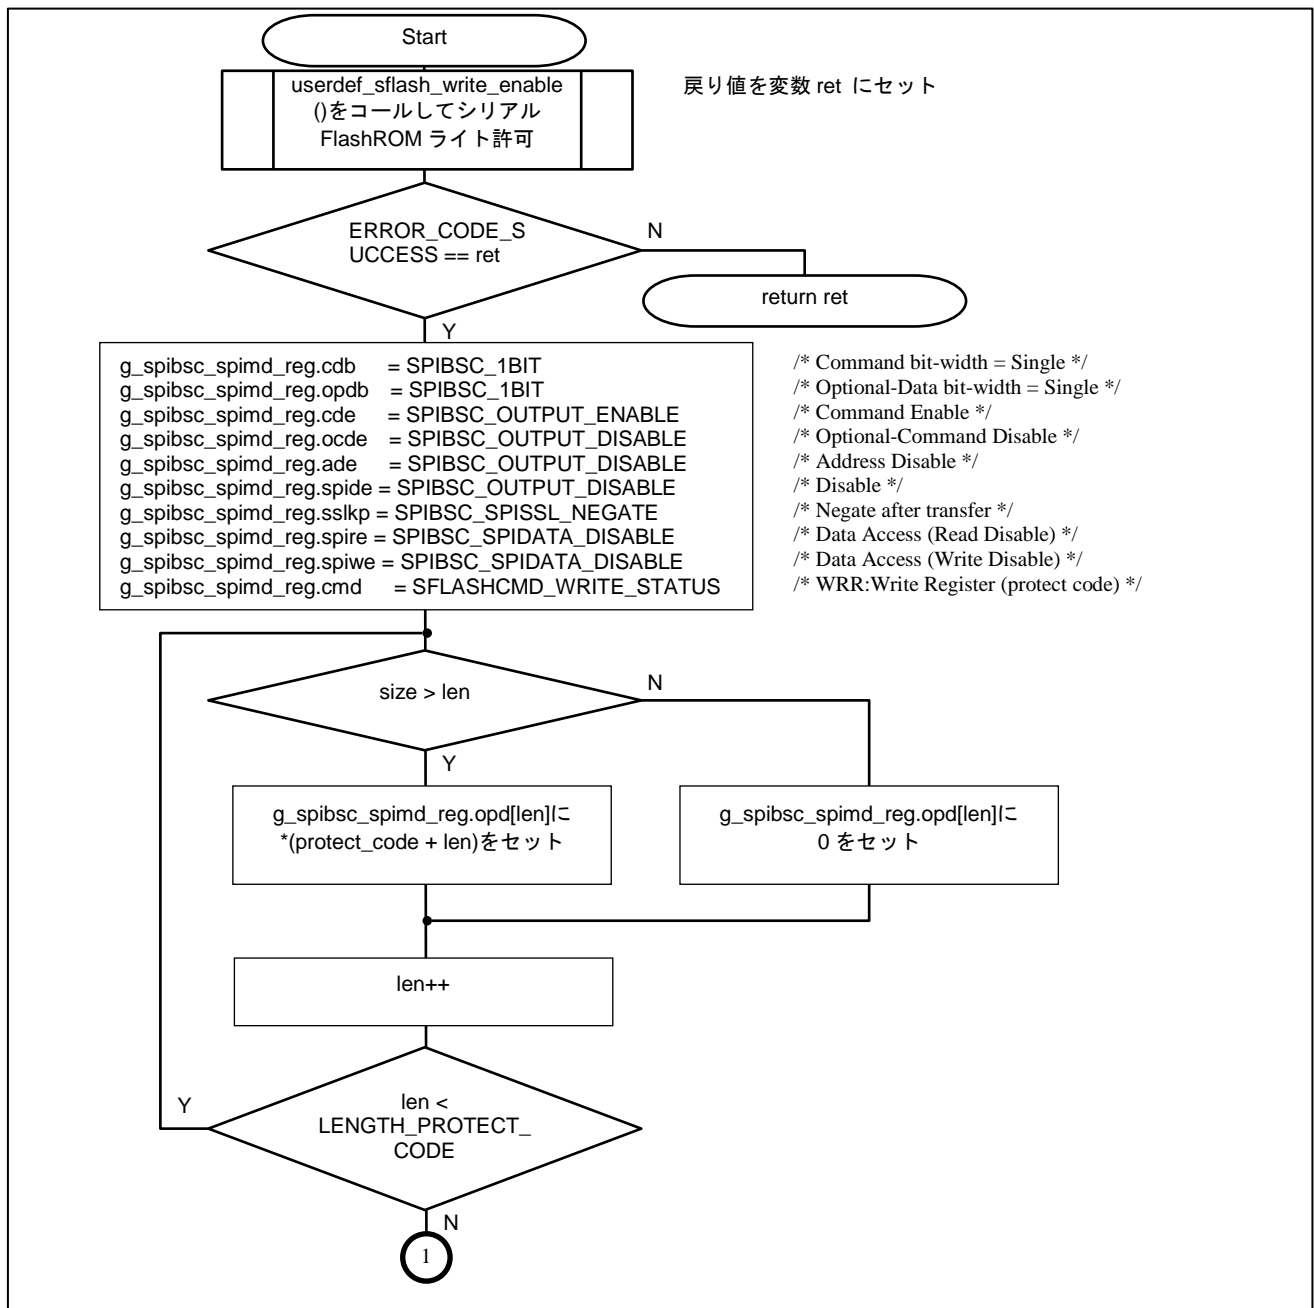 Start
userdef_sflash_write_enable
()をコールしてシリアル
FlashROM ライト許可
戻り値を変数 ret にセット
ERROR_CODE_S
UCCESS == ret
N
return ret
Y
g_spibsc_spimd_reg.cdb = SPIBSC_1BIT /* Command bit-width = Single */
g_spibsc_spimd_reg.opdb = SPIBSC_1BIT /* Optional-Data bit-width = Single */
g_spibsc_spimd_reg.cde = SPIBSC_OUTPUT_ENABLE /* Command Enable */
g_spibsc_spimd_reg.ocde = SPIBSC_OUTPUT_DISABLE /* Optional-Command Disable */
g_spibsc_spimd_reg.ade = SPIBSC_OUTPUT_DISABLE /* Address Disable */
g_spibsc_spimd_reg.spide = SPIBSC_OUTPUT_DISABLE /* Disable */
g_spibsc_spimd_reg.sslkp = SPIBSC_SPISSL_NEGATE /* Negate after transfer */
g_spibsc_spimd_reg.spire = SPIBSC_SPIDATA_DISABLE /* Data Access (Read Disable) */
g_spibsc_spimd_reg.spiwe = SPIBSC_SPIDATA_DISABLE /* Data Access (Write Disable) */
g_spibsc_spimd_reg.cmd = SFLASHCMD_WRITE_STATUS /* WRR:Write Register (protect code) */
size > len
N
Y
g_spibsc_spimd_reg.opd[len]に
*(protect_code + len)をセット
g_spibsc_spimd_reg.opd[len]に
0 をセット
len++
Y
len <
LENGTH_PROTECT_
CODE
N
1